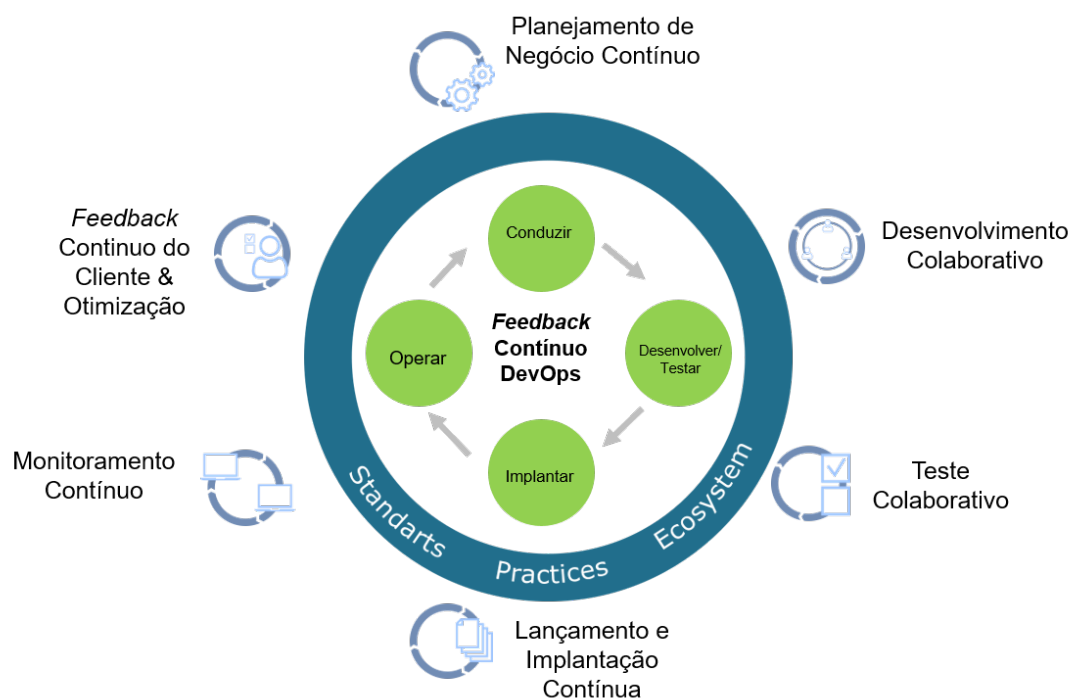 Planejamento de
Negócio Contínuo
Feedback
Continuo do
Cliente &
Otimização
Desenvolvimento
Colaborativo
Conduzir
Operar
Feedback
Contínuo
DevOps
Desenvolver/
Testar
Implantar
Monitoramento
Contínuo
Teste
Colaborativo
Standarts
Practices
Ecosystem
Lançamento e
Implantação
Contínua